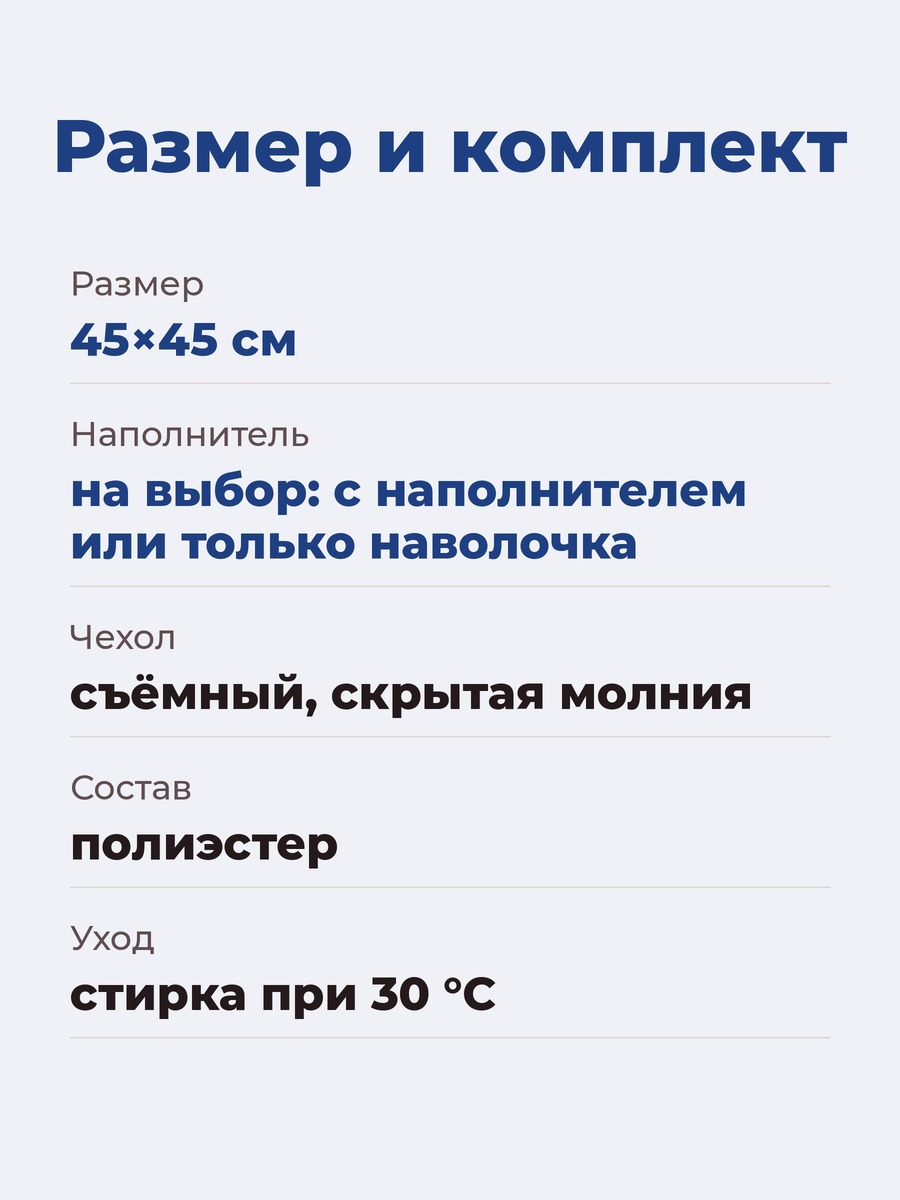 Размер и комплект
Размер
45×45 см
Наполнитель
на выбор: с наполнителем
или только наволочка
Чехол
съёмный, скрытая молния
Состав
полиэстер
Уход
стирка при 30 °C